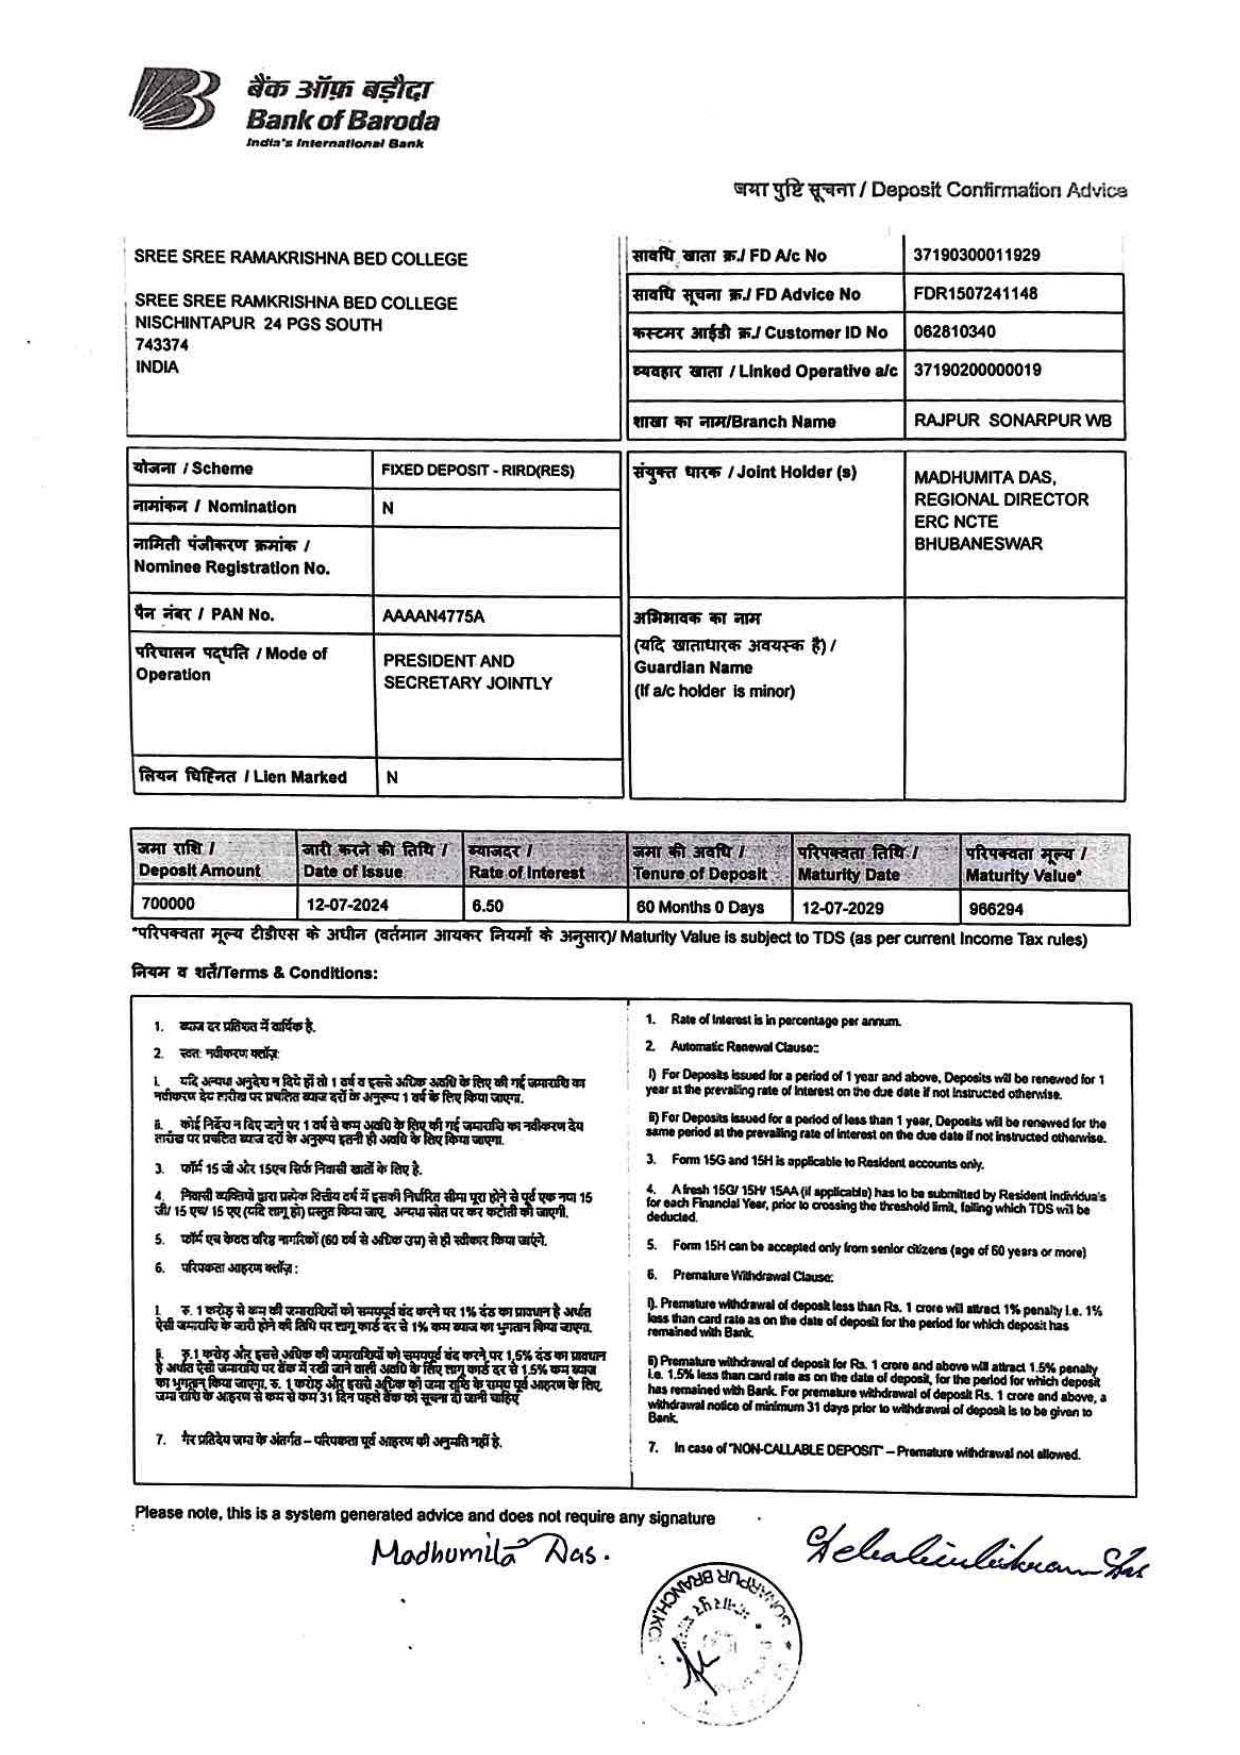 बैंक ऑफ़ बड़ौदा
Bank of Baroda
India's International Bank
जमा पुष्टि सूचना / Deposit Confirmation Advice
SREE SREE RAMAKRISHNA BED COLLEGE
SREE SREE RAMKRISHNA BED COLLEGE
NISCHINTAPUR 24 PGS SOUTH
743374
INDIA
सावधि खाता क्र./ FD A/c No 37190300011929
सावधि सूचना क्र./ FD Advice No FDR1507241148
कस्टमर आईडी क्र./ Customer ID No 062810340
व्यवहार खाता / Linked Operative a/c 37190200000019
शाखा का नाम/Branch Name RAJPUR SONARPUR WB
योजना / Scheme FIXED DEPOSIT - RIRD(RES)
नामांकन / Nomination N
नामिती पंजीकरण क्रमांक /
Nominee Registration No.
पैन नंबर / PAN No. AAAAN4775A
परिचालन पद्धति / Mode of
Operation
PRESIDENT AND
SECRETARY JOINTLY
लियन चिह्नित / Lien Marked N
संयुक्त धारक / Joint Holder (s)
MADHUMITA DAS,
REGIONAL DIRECTOR
ERC NCTE
BHUBANESWAR
अभिभावक का नाम
(यदि खाताधारक अवयस्क है) /
Guardian Name
(If a/c holder is minor)
जमा राशि /
Deposit Amount
जारी करने की तिथि /
Date of Issue
ब्याजदर /
Rate of Interest
जमा की अवधि /
Tenure of Deposit
परिपक्वता तिथि /
Maturity Date
परिपक्वता मूल्य /
Maturity Value*
700000 12-07-2024 6.50 60 Months 0 Days 12-07-2029 966294
*परिपक्वता मूल्य टीडीएस के अधीन (वर्तमान आयकर नियमों के अनुसार)/ Maturity Value is subject to TDS (as per current Income Tax rules)
नियम व शर्तें/Terms & Conditions:
1. ब्याज दर प्रतिशत में वार्षिक है.
2. स्वतः नवीकरण क्लॉज़:
i. यदि अन्यथा अनुदेश न दिये हों तो 1 वर्ष व इससे अधिक अवधि के लिए की गई जमाराशि का
नवीकरण देय तारीख पर प्रचलित ब्याज दरों के अनुरूप 1 वर्ष के लिए किया जाएगा.
ii. कोई निर्देश न दिए जाने पर 1 वर्ष से कम अवधि के लिए की गई जमाराशि का नवीकरण देय
तारीख पर प्रचलित ब्याज दरों के अनुरूप इतनी ही अवधि के लिए किया जाएगा.
3. फॉर्म 15 जी और 15एच सिर्फ निवासी खातों के लिए है.
4. निवासी व्यक्तियों द्वारा प्रत्येक वित्तीय वर्ष में इसकी निर्धारित सीमा पूरा होने से पूर्व एक नया 15
जी/ 15 एच/ 15 एए (यदि लागू हो) प्रस्तुत किया जाए, अन्यथा स्रोत पर कर कटौती की जाएगी.
5. फॉर्म एच केवल वरिष्ठ नागरिकों (60 वर्ष से अधिक उम्र) से ही स्वीकार किया जाएंगे.
6. परिपक्वता आहरण क्लॉज़ :
i. रु. 1 करोड़ से कम की जमाराशियों को समयपूर्व बंद करने पर 1% दंड का प्रावधान है अर्थात
ऐसी जमाराशि के जारी होने की तिथि पर लागू कार्ड दर से 1% कम ब्याज का भुगतान किया जाएगा.
ii. रु.1 करोड़ और इससे अधिक की जमाराशियों को समयपूर्व बंद करने पर 1.5% दंड का प्रावधान
है अर्थात ऐसी जमाराशि पर बैंक में रखी जाने वाली अवधि के लिए लागू कार्ड दर से 1.5% कम ब्याज
का भुगतान किया जाएगा. रु. 1 करोड़ और इससे अधिक की जमा राशि के समय पूर्व आहरण के लिए,
जमा राशि के आहरण से कम से कम 31 दिन पहले बैंक को सूचना दी जानी चाहिए
7. गैर प्रतिदेय जमा के अंतर्गत – परिपक्वता पूर्व आहरण की अनुमति नहीं है.
1. Rate of Interest is in percentage per annum.
2. Automatic Renewal Clause::
i) For Deposits issued for a period of 1 year and above, Deposits will be renewed for 1
year at the prevailing rate of interest on the due date if not instructed otherwise.
ii) For Deposits issued for a period of less than 1 year, Deposits will be renewed for the
same period at the prevailing rate of interest on the due date if not instructed otherwise.
3. Form 15G and 15H is applicable to Resident accounts only.
4. A fresh 15G/ 15H/ 15AA (if applicable) has to be submitted by Resident individua's
for each Financial Year, prior to crossing the threshold limit, failing which TDS will be
deducted.
5. Form 15H can be accepted only from senior citizens (age of 60 years or more)
6. Premature Withdrawal Clause:
i). Premature withdrawal of deposit less than Rs. 1 crore will attract 1% penalty i.e. 1%
less than card rate as on the date of deposit for the period for which deposit has
remained with Bank.
ii) Premature withdrawal of deposit for Rs. 1 crore and above will attract 1.5% penalty
i.e. 1.5% less than card rate as on the date of deposit, for the period for which deposit
has remained with Bank. For premature withdrawal of deposit Rs. 1 crore and above, a
withdrawal notice of minimum 31 days prior to withdrawal of deposit is to be given to
Bank.
7. In case of "NON-CALLABLE DEPOSIT" – Premature withdrawal not allowed.
Please note, this is a system generated advice and does not require any signature
Madhumita Das.
SONARPUR BRANCH,KO